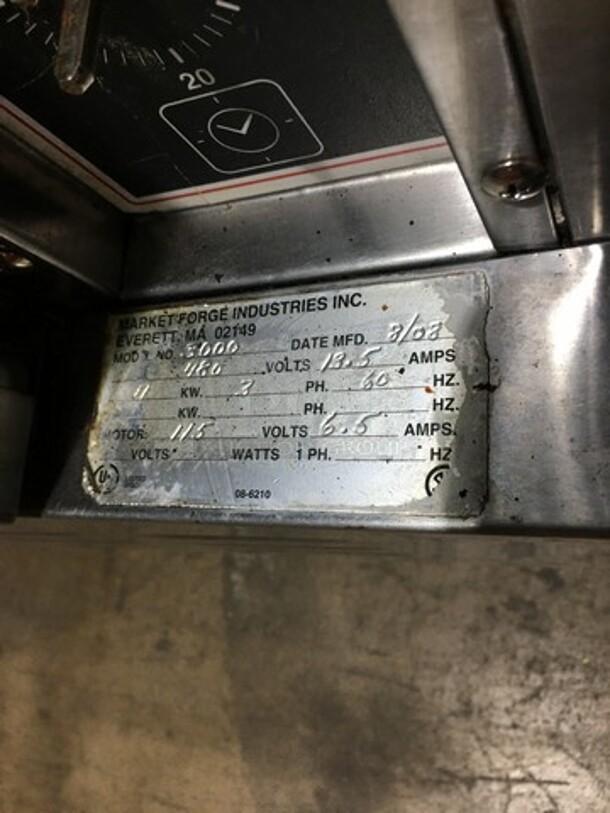 20
MARKET FORGE INDUSTRIES INC.
EVERETT, MA 02149
MODEL NO. 3000 DATE MFD. 8/08
480 VOLTS 13.5 AMPS
11 KW. 3 PH. 60 HZ.
KW. PH. HZ.
MOTOR: 115 VOLTS 6.5 AMPS.
VOLTS WATTS 1 PH. HZ
08-6210